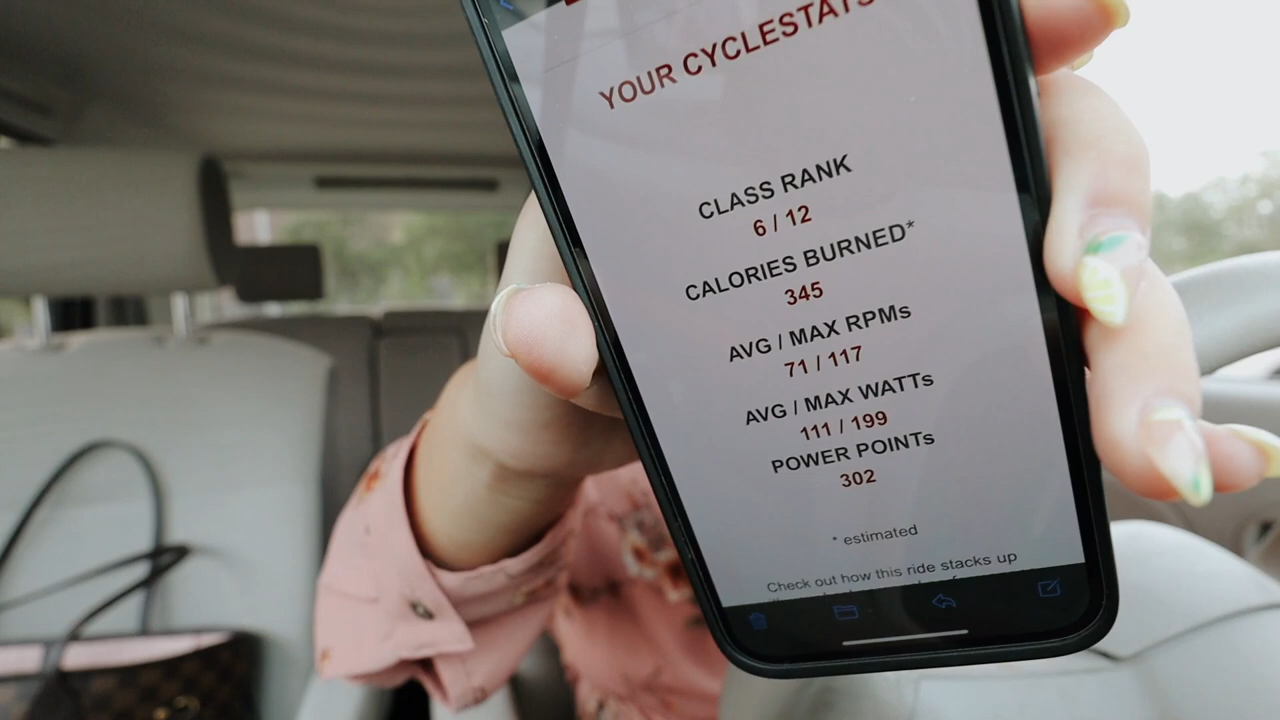 YOUR CYCLESTATS
CLASS RANK
6 / 12
CALORIES BURNED*
345
AVG / MAX RPMs
71 / 117
AVG / MAX WATTs
111 / 199
POWER POINTs
302
* estimated
Check out how this ride stacks up